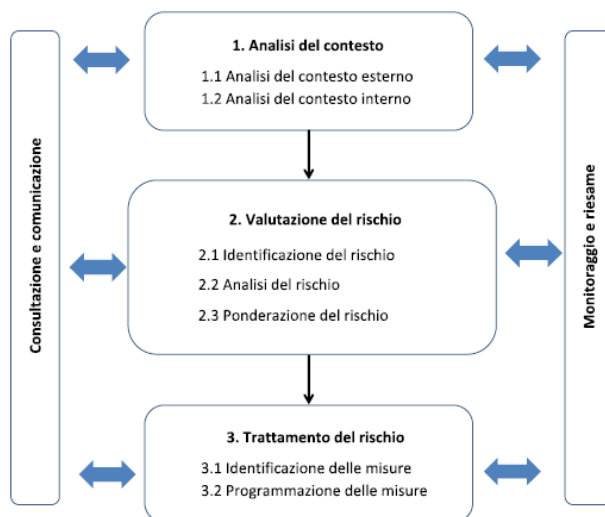 Consultazione e comunicazione
1. Analisi del contesto
1.1 Analisi del contesto esterno
1.2 Analisi del contesto interno
2. Valutazione del rischio
2.1 Identificazione del rischio
2.2 Analisi del rischio
2.3 Ponderazione del rischio
3. Trattamento del rischio
3.1 Identificazione delle misure
3.2 Programmazione delle misure
Monitoraggio e riesame